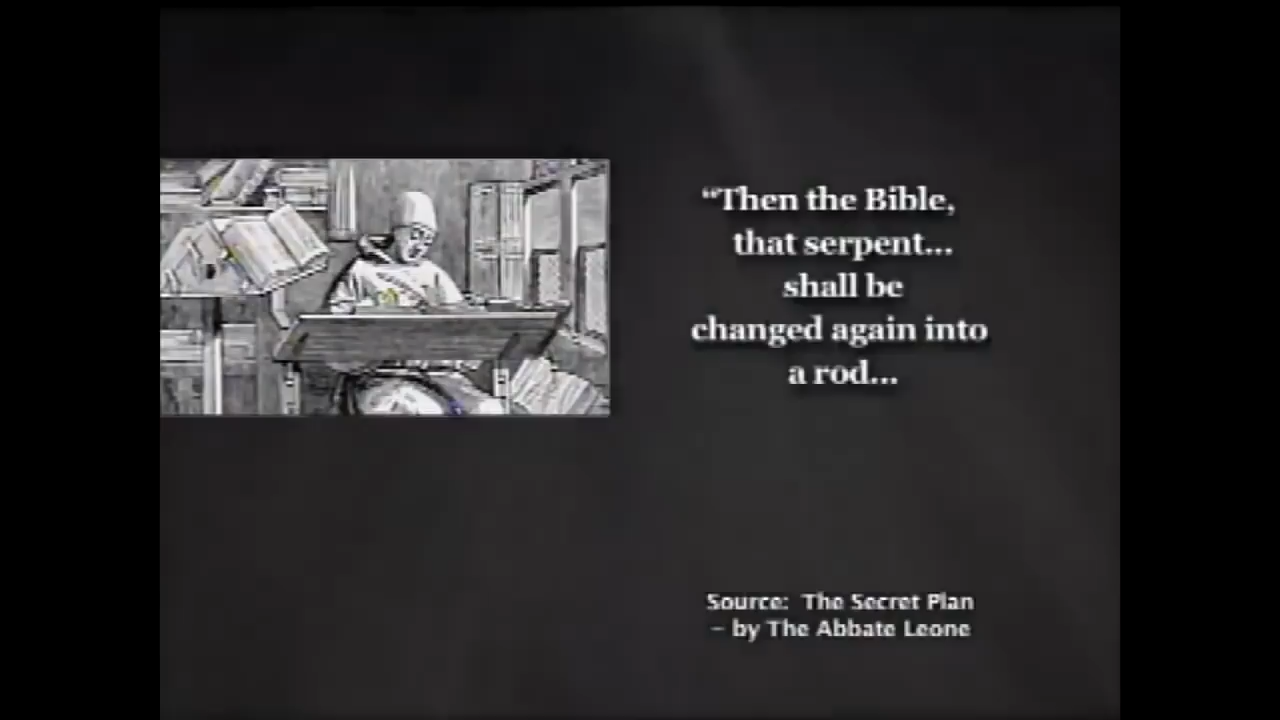 “Then the Bible,
that serpent...
shall be
changed again into
a rod...
Source:  The Secret Plan
– by The Abbate Leone